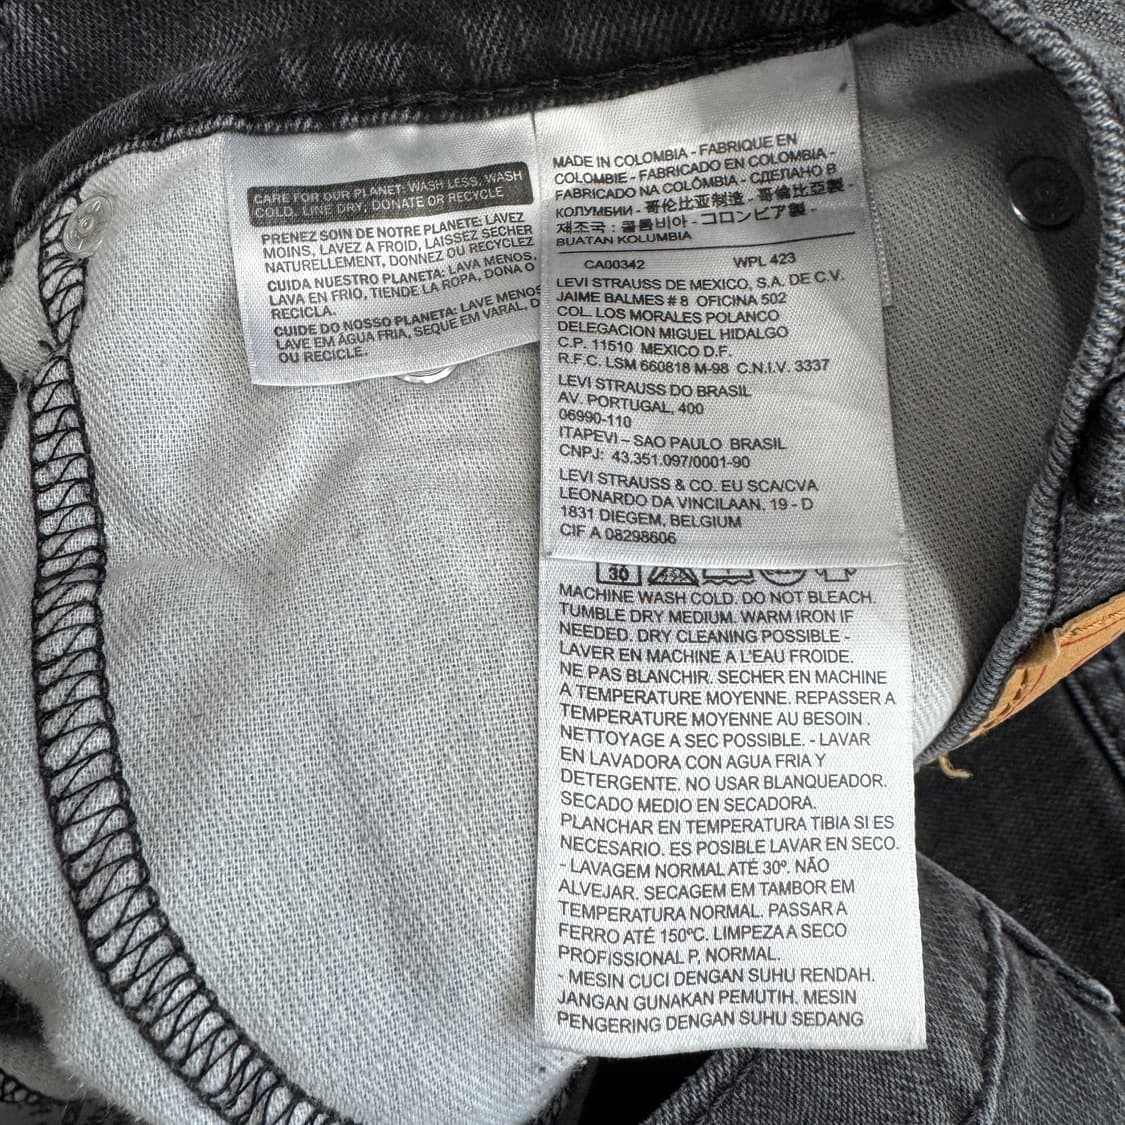 CARE FOR OUR PLANET: WASH LESS, WASH
COLD, LINE DRY, DONATE OR RECYCLE
PRENEZ SOIN DE NOTRE PLANETE: LAVEZ
MOINS, LAVEZ A FROID, LAISSEZ SECHER
NATURELLEMENT, DONNEZ OU RECYCLEZ
CUIDA NUESTRO PLANETA: LAVA MENOS,
LAVA EN FRIO, TIENDE LA ROPA, DONA O
RECICLA.
CUIDE DO NOSSO PLANETA: LAVE MENOS
LAVE EM ÁGUA FRIA, SEQUE EM VARAL, D
OU RECICLE.
MADE IN COLOMBIA - FABRIQUE EN
COLOMBIE - FABRICADO EN COLOMBIA -
FABRICADO NA COLÔMBIA - СДЕЛАНО В
КОЛУМБИИ - 哥伦比亚制造 - 哥倫比亞製 -
제조국 : 콜롬비아 - コロンビア製 -
BUATAN KOLUMBIA
CA00342 WPL 423
LEVI STRAUSS DE MEXICO, S.A. DE C.V.
JAIME BALMES # 8 OFICINA 502
COL. LOS MORALES POLANCO
DELEGACION MIGUEL HIDALGO
C.P. 11510 MEXICO D.F.
R.F.C. LSM 660818 M-98 C.N.I.V. 3337
LEVI STRAUSS DO BRASIL
AV. PORTUGAL, 400
06990-110
ITAPEVI – SAO PAULO BRASIL
CNPJ: 43.351.097/0001-90
LEVI STRAUSS & CO. EU SCA/CVA
LEONARDO DA VINCILAAN. 19 - D
1831 DIEGEM, BELGIUM
CIF A 08298606
30
MACHINE WASH COLD. DO NOT BLEACH.
TUMBLE DRY MEDIUM. WARM IRON IF
NEEDED. DRY CLEANING POSSIBLE -
LAVER EN MACHINE A L'EAU FROIDE.
NE PAS BLANCHIR. SECHER EN MACHINE
A TEMPERATURE MOYENNE. REPASSER A
TEMPERATURE MOYENNE AU BESOIN .
NETTOYAGE A SEC POSSIBLE. - LAVAR
EN LAVADORA CON AGUA FRIA Y
DETERGENTE. NO USAR BLANQUEADOR.
SECADO MEDIO EN SECADORA.
PLANCHAR EN TEMPERATURA TIBIA SI ES
NECESARIO. ES POSIBLE LAVAR EN SECO.
- LAVAGEM NORMAL ATÉ 30º. NÃO
ALVEJAR. SECAGEM EM TAMBOR EM
TEMPERATURA NORMAL. PASSAR A
FERRO ATÉ 150ºC. LIMPEZA A SECO
PROFISSIONAL P, NORMAL.
- MESIN CUCI DENGAN SUHU RENDAH.
JANGAN GUNAKAN PEMUTIH. MESIN
PENGERING DENGAN SUHU SEDANG